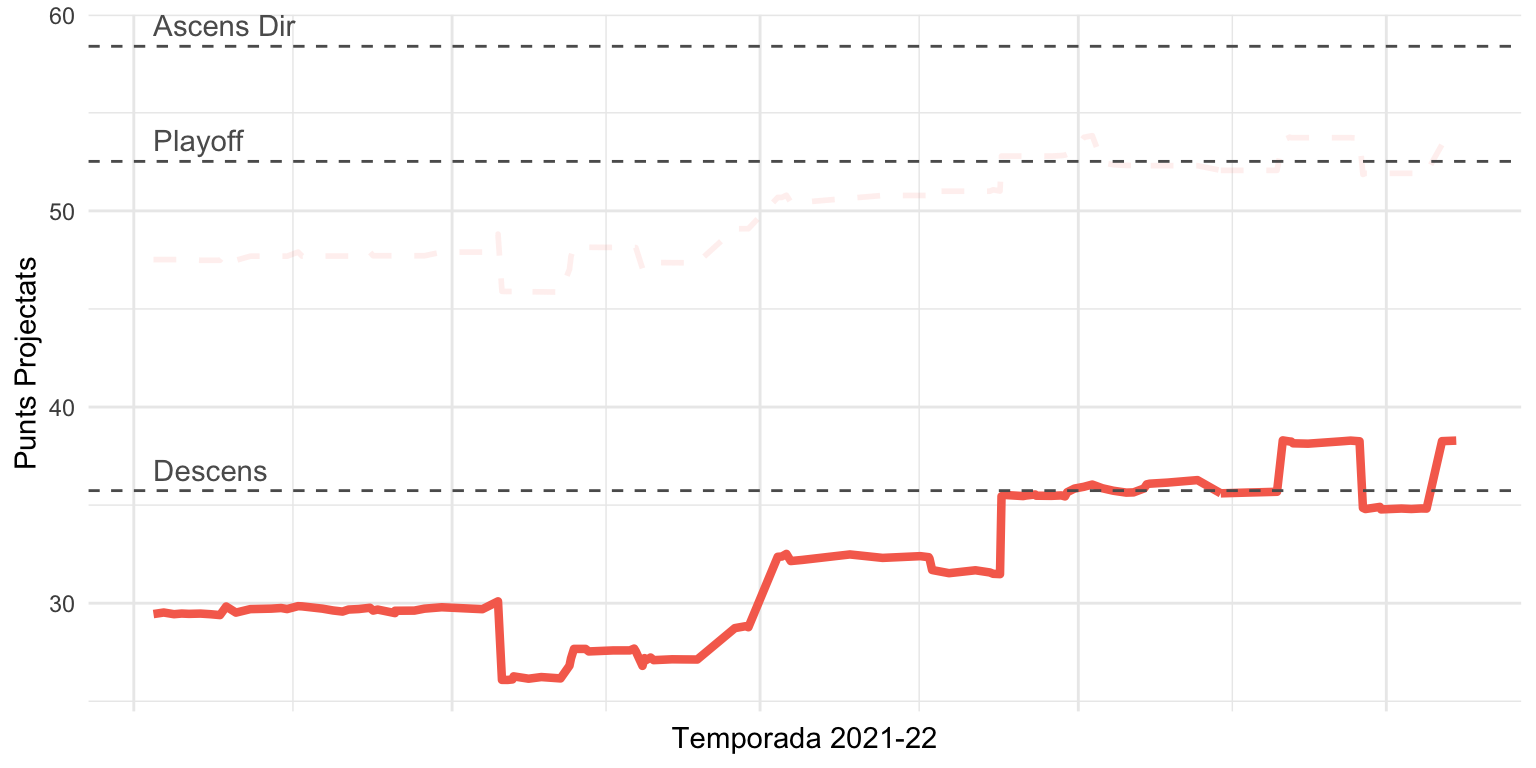 60
Ascens Dir
Playoff
50
Punts Projectats
40
Descens
30
Temporada 2021-22